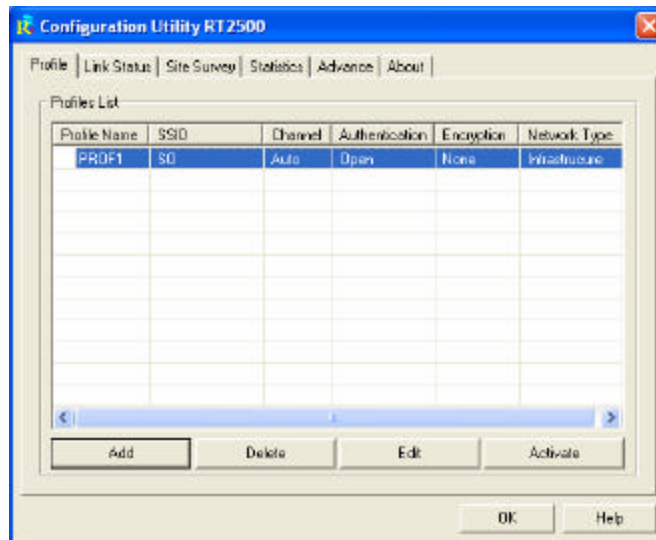 Configuration Utility RT2500
Profile Link Status Site Survey Statistics Advance About
Profiles List
Profile Name SSID Channel Authentication Encryption Network Type
PROF1 SO Auto Open None Infrastrucure
Add Delete Edit Activate
OK Help